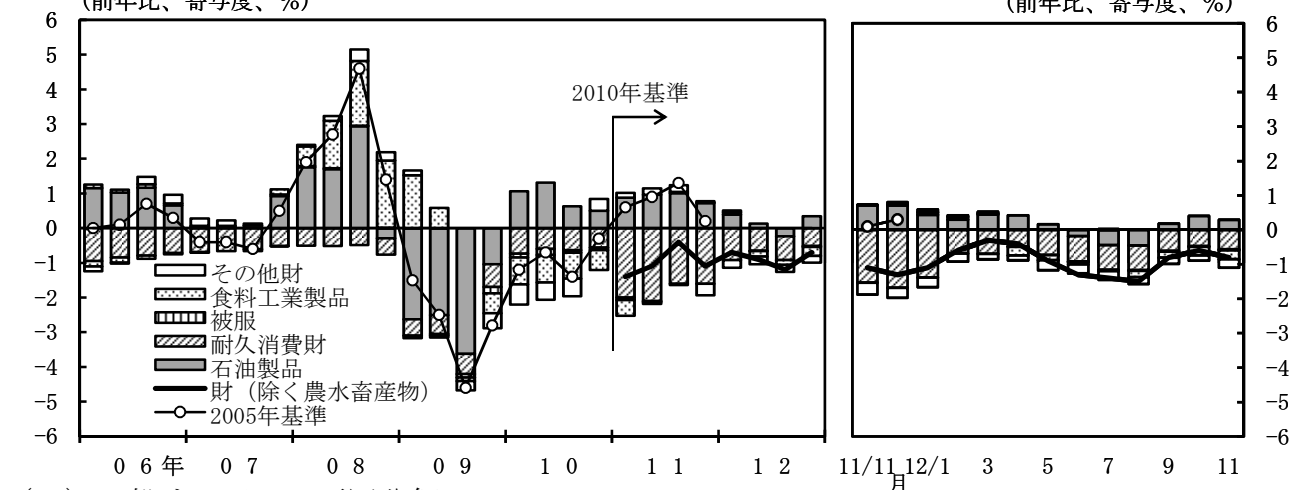 (前年比、寄与度、%)
(前年比、寄与度、%)
6
5
4
3
2
1
0
−1
−2
−3
−4
−5
−6
2010年基準
その他財
食料工業製品
被服
耐久消費財
石油製品
財（除く農水畜産物）
2005年基準
06年 07 08 09 10 11 12
6
5
4
3
2
1
0
−1
−2
−3
−4
−5
−6
11/11 12/1 3 5 7 9 11
月